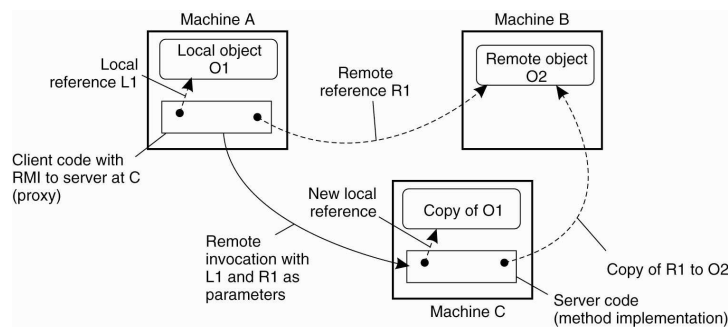 Machine A
Machine B
Local object
O1
Local
reference L1
Remote
reference R1
Remote object
O2
Client code with
RMI to server at C
(proxy)
New local
reference
Copy of O1
Remote
invocation with
L1 and R1 as
parameters
Copy of R1 to O2
Machine C
Server code
(method implementation)